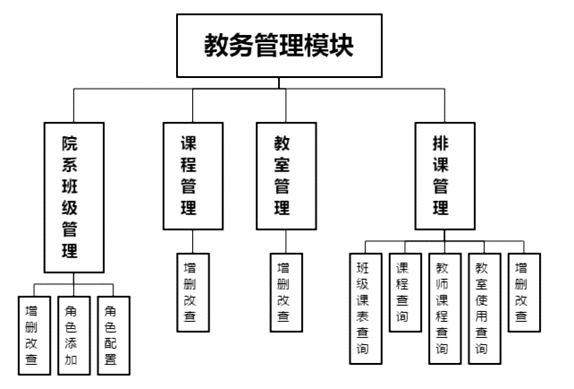 教务管理模块
院系班级管理
课程管理
教室管理
排课管理
增删改查
角色添加
角色配置
增删改查
增删改查
班级课表查询
课程查询
教师课程查询
教室使用查询
增删改查